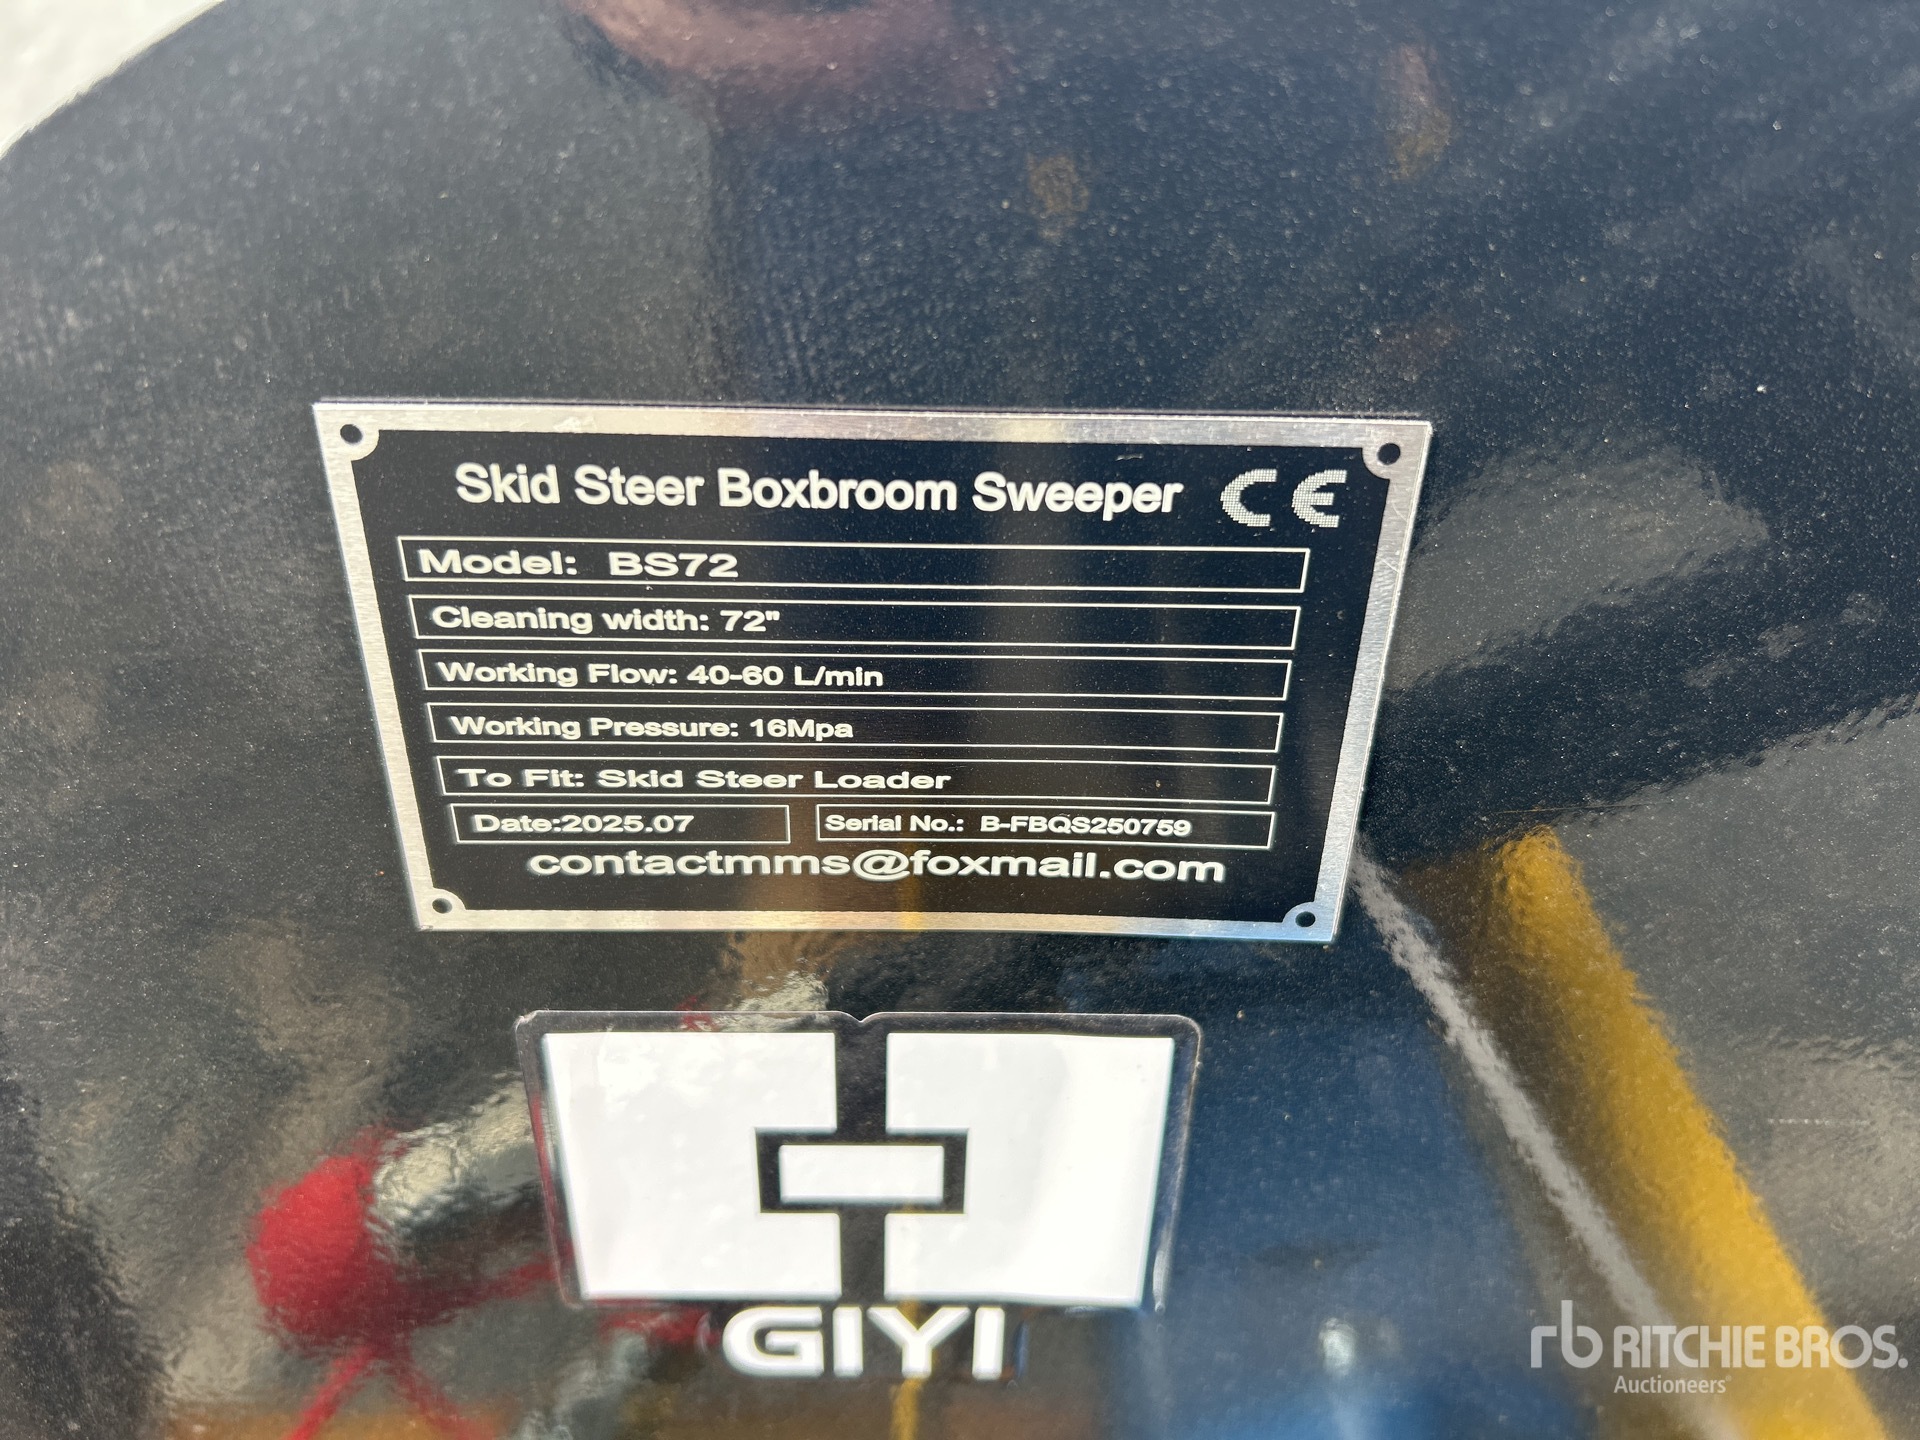 Skid Steer Boxbroom Sweeper CE
Model: BS72
Cleaning width: 72"
Working Flow: 40-60 L/min
Working Pressure: 16Mpa
To Fit: Skid Steer Loader
Date:2025.07 Serial No.: B-FBQS250759
contactmms@foxmail.com
GIYI
rb RITCHIE BROS.
Auctioneers